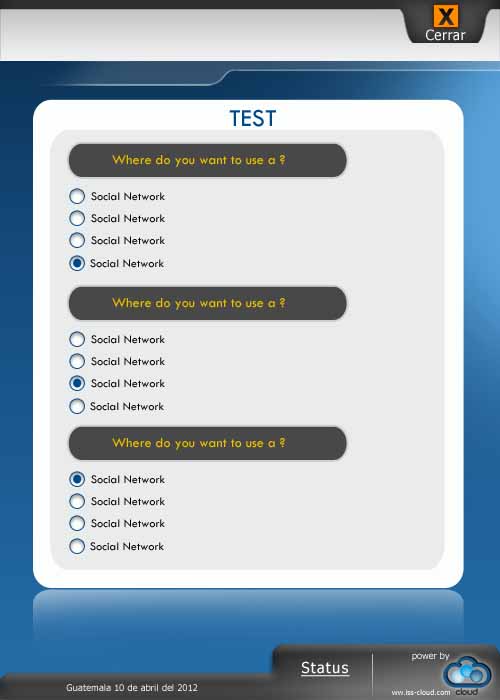 X
Cerrar
TEST
Where do you want to use a ?
Social Network
Social Network
Social Network
Social Network
Where do you want to use a ?
Social Network
Social Network
Social Network
Social Network
Where do you want to use a ?
Social Network
Social Network
Social Network
Social Network
Status
power by
cloud
www.iss-cloud.com
Guatemala 10 de abril del 2012